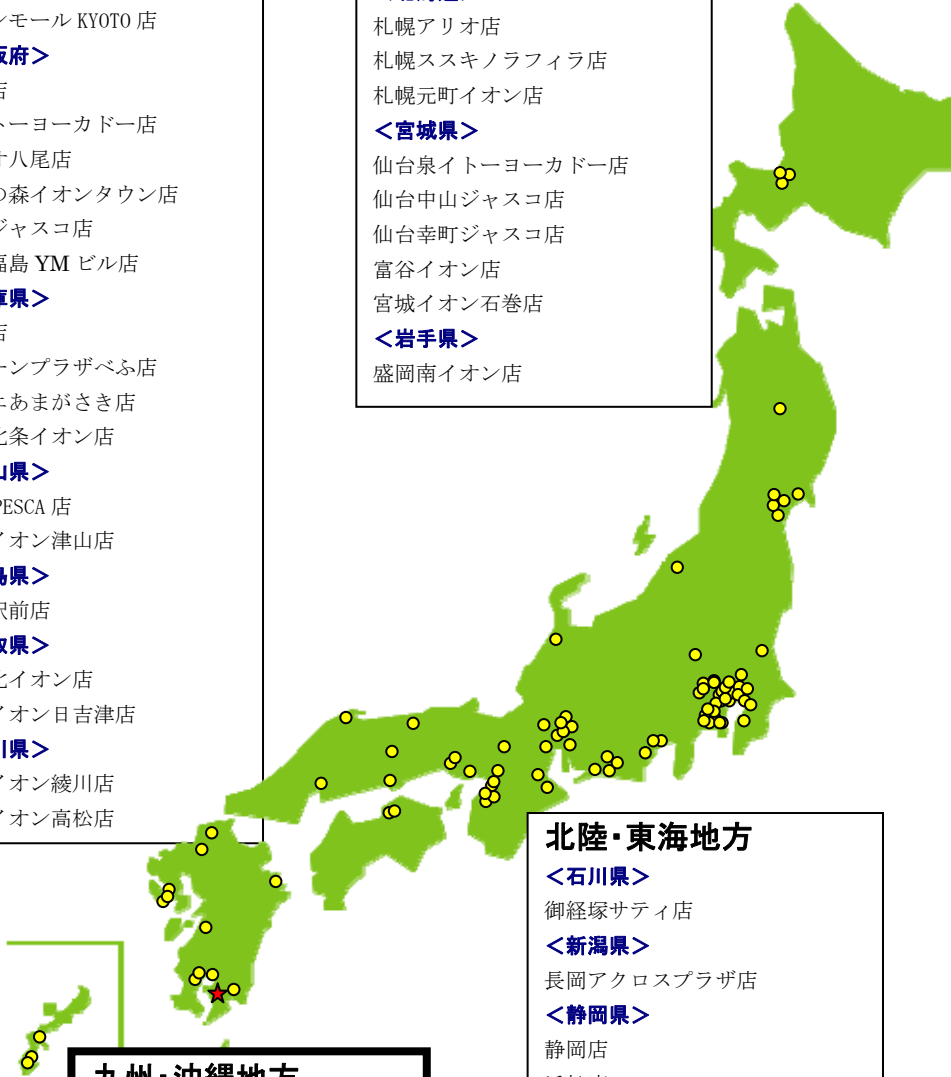 ンモール KYOTO 店
阪府＞
店
トーヨーカドー店
オ八尾店
の森イオンタウン店
ジャスコ店
福島 YM ビル店
庫県＞
店
ーンプラザべふ店
エあまがさき店
北条イオン店
山県＞
PESCA 店
イオン津山店
島県＞
駅前店
取県＞
北イオン店
イオン日吉津店
川県＞
イオン綾川店
イオン高松店
札幌アリオ店
札幌ススキノラフィラ店
札幌元町イオン店
＜宮城県＞
仙台泉イトーヨーカドー店
仙台中山ジャスコ店
仙台幸町ジャスコ店
富谷イオン店
宮城イオン石巻店
＜岩手県＞
盛岡南イオン店
北陸・東海地方
＜石川県＞
御経塚サティ店
＜新潟県＞
長岡アクロスプラザ店
＜静岡県＞
静岡店
九州・沖縄地方